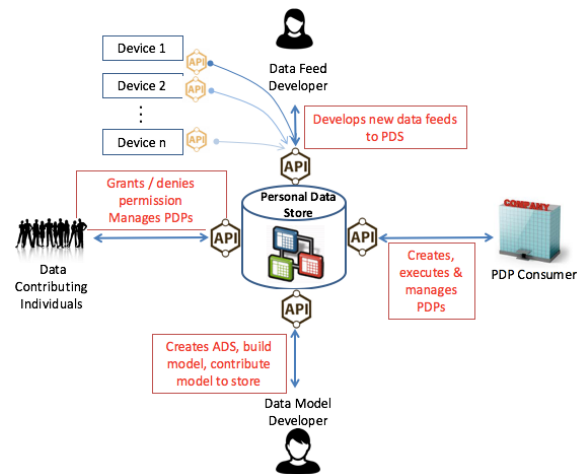 Device 1
API
Device 2
API
Device n
API
Data Feed
Developer
Develops new data feeds
to PDS
API
Grants / denies
permission
Manages PDPs
Personal Data
Store
API
API
COMPANY
Data
Contributing
Individuals
Creates,
executes &
manages
PDPs
PDP Consumer
API
Creates ADS, build
model, contribute
model to store
Data Model
Developer